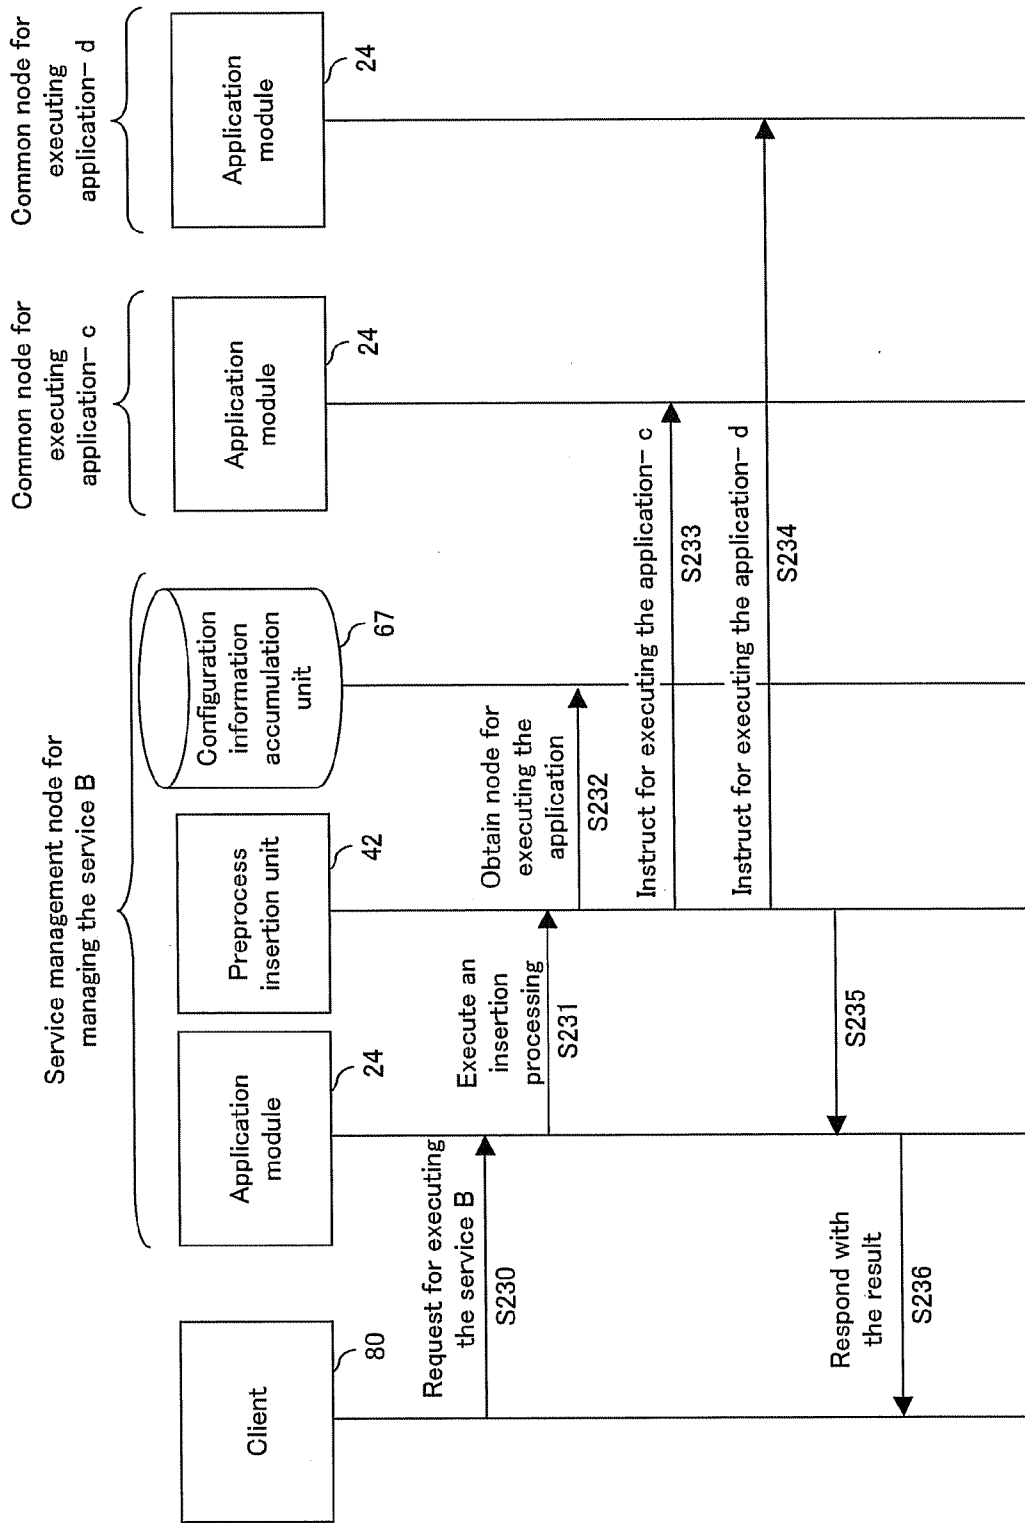 Service management node for
managing the service B
Common node for
executing
application- c
Common node for
executing
application- d
Client
80
Application
module
24
Preprocess
insertion unit
42
Configuration
information
accumulation
unit
67
Application
module
24
Application
module
24
Request for executing
the service B
S230
Execute an
insertion
processing
S231
Obtain node for
executing the
application
S232
Instruct for executing the application- c
S233
Instruct for executing the application- d
S234
S235
Respond with
the result
S236